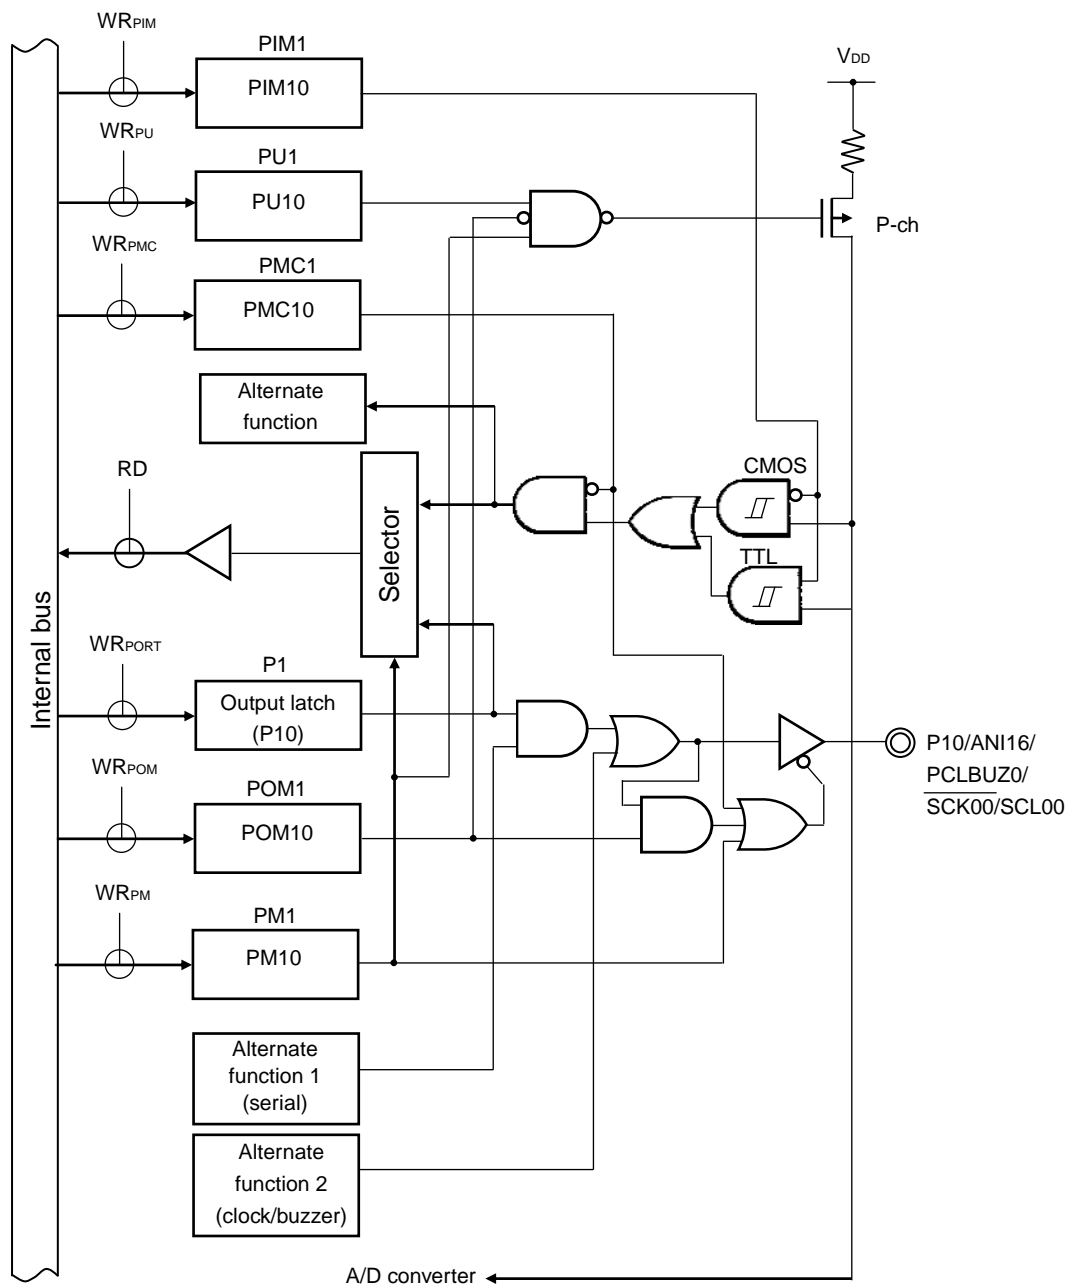 WRPIM
PIM1
PIM10
VDD
WRPU
PU1
PU10
P-ch
WRPMC
PMC1
PMC10
Alternate
function
RD
Selector
CMOS
TTL
Internal bus
WRPORT
P1
Output latch
(P10)
P10/ANI16/
PCLBUZ0/
SCK00/SCL00
WRPOM
POM1
POM10
WRPM
PM1
PM10
Alternate
function 1
(serial)
Alternate
function 2
(clock/buzzer)
A/D converter